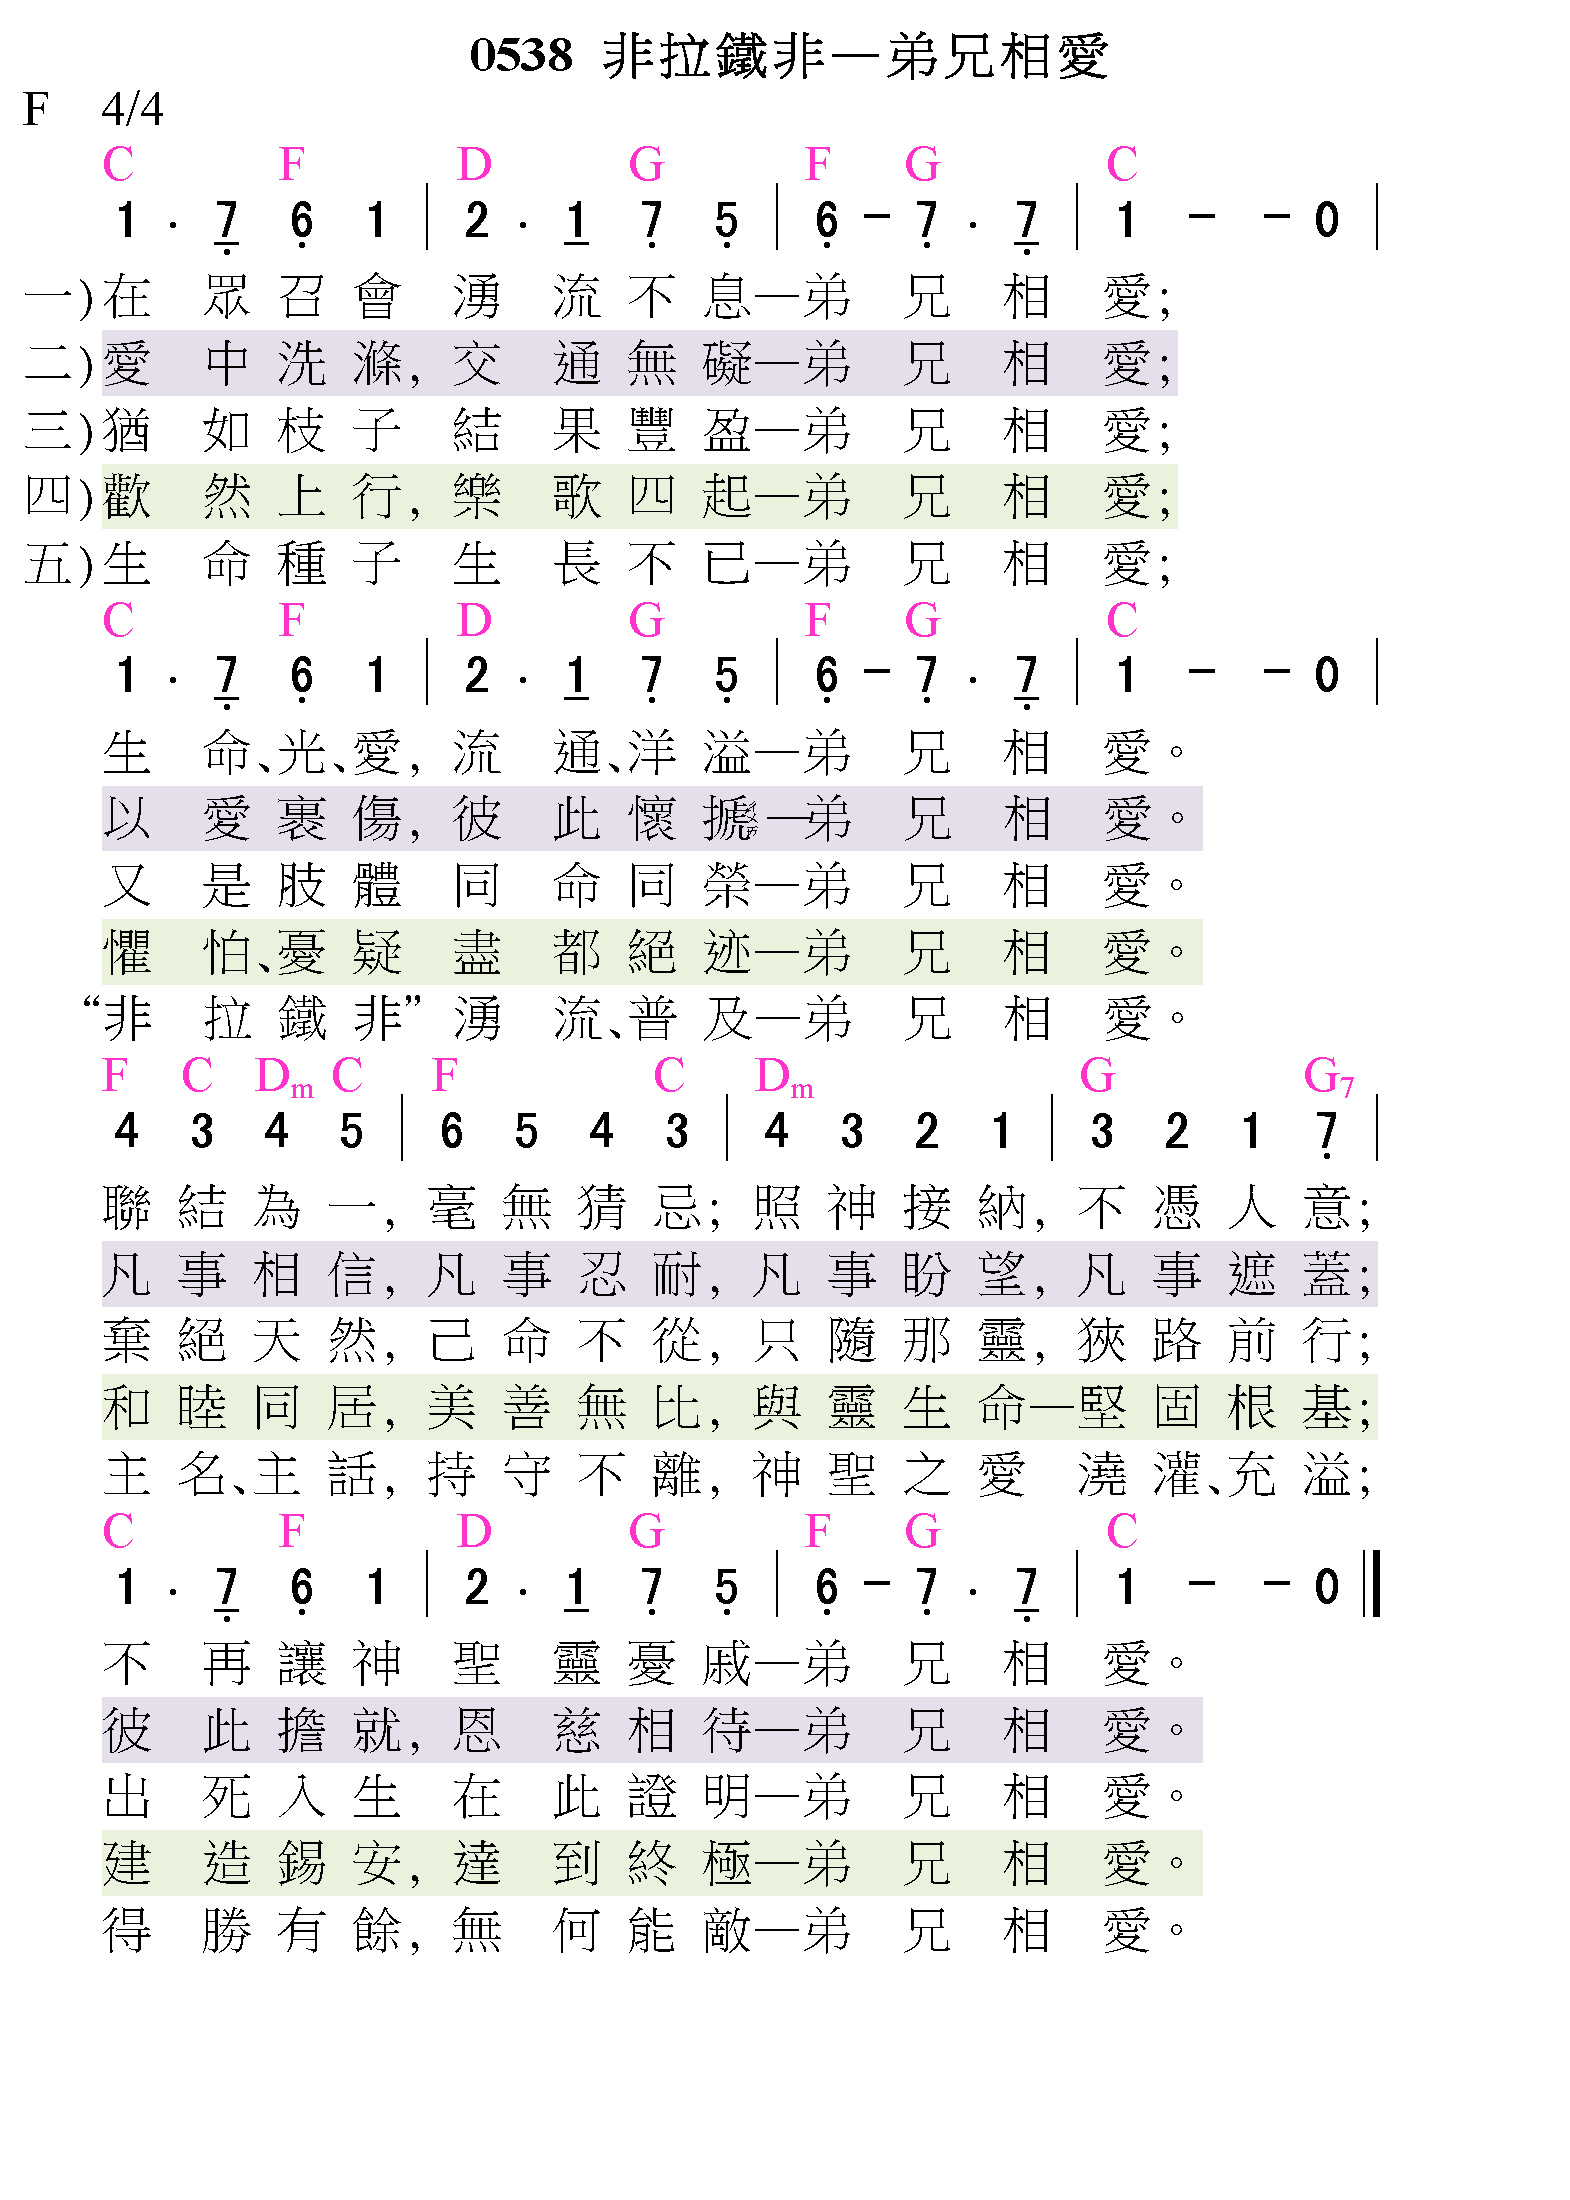 0538 非拉鐵非—弟兄相愛
F 4/4
C F D G F G C
1 . 7 6 1 | 2 . 1 7 5 | 6 – 7 . 7 | 1 – – 0 |
一)在眾召會湧流不息—弟兄相愛;
二)愛中洗滌,交通無礙—弟兄相愛;
三)猶如枝子結果豐盈—弟兄相愛;
四)歡然上行,樂歌四起—弟兄相愛;
五)生命種子生長不已—弟兄相愛;
C F D G F G C
1 . 7 6 1 | 2 . 1 7 5 | 6 – 7 . 7 | 1 – – 0 |
生命、光、愛,流通、洋溢—弟兄相愛。
以愛裹傷,彼此懷搋—弟兄相愛。
又是肢體同命同榮—弟兄相愛。
懼怕、憂疑盡都絕迹—弟兄相愛。
“非拉鐵非”湧流、普及—弟兄相愛。
F C Dm C F C Dm G G7
4 3 4 5 | 6 5 4 3 | 4 3 2 1 | 3 2 1 7 |
聯結為一,毫無猜忌;照神接納,不憑人意;
凡事相信,凡事忍耐,凡事盼望,凡事遮蓋;
棄絕天然,己命不從,只隨那靈,狹路前行;
和睦同居,美善無比,與靈生命—堅固根基;
主名、主話,持守不離,神聖之愛澆灌、充溢;
C F D G F G C
1 . 7 6 1 | 2 . 1 7 5 | 6 – 7 . 7 | 1 – – 0 ‖
不再讓神聖靈憂戚—弟兄相愛。
彼此擔就,恩慈相待—弟兄相愛。
出死入生在此證明—弟兄相愛。
建造錫安,達到終極—弟兄相愛。
得勝有餘,無何能敵—弟兄相愛。